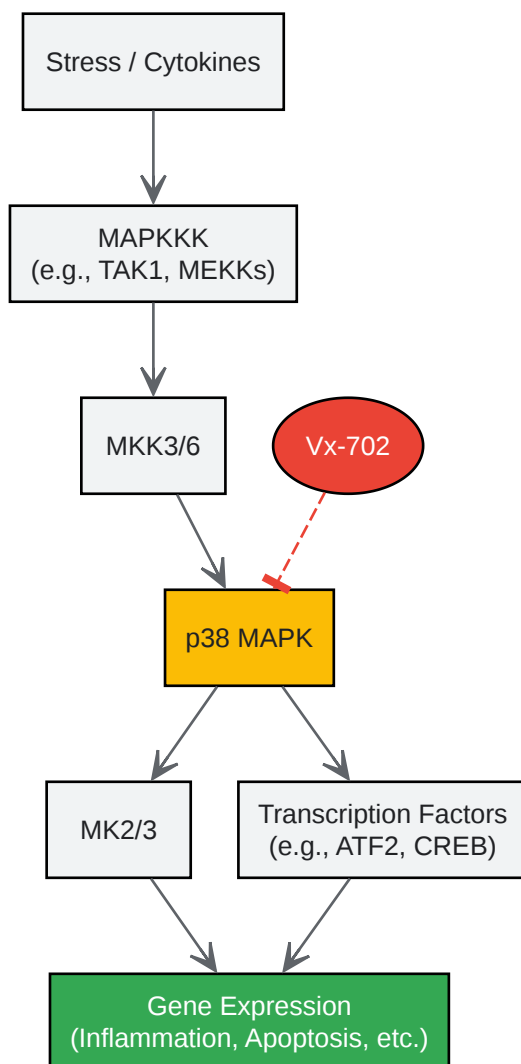 Stress / Cytokines
MAPKKK
(e.g., TAK1, MEKKs)
MKK3/6
Vx-702
p38 MAPK
MK2/3
Transcription Factors
(e.g., ATF2, CREB)
Gene Expression
(Inflammation, Apoptosis, etc.)